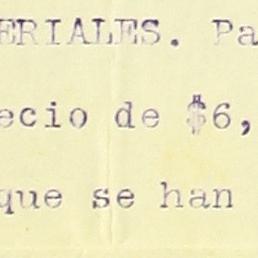 ERIALES. Pa
ecio de $6,
que se han